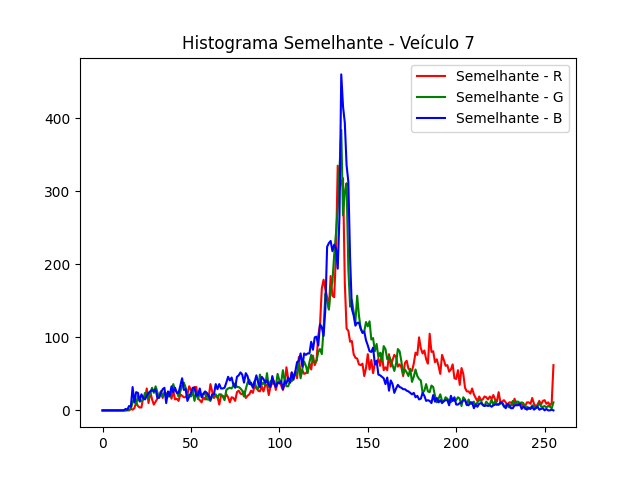 Histograma Semelhante - Veículo 7
Semelhante - R
Semelhante - G
Semelhante - B
400
300
200
100
0
0 50 100 150 200 250